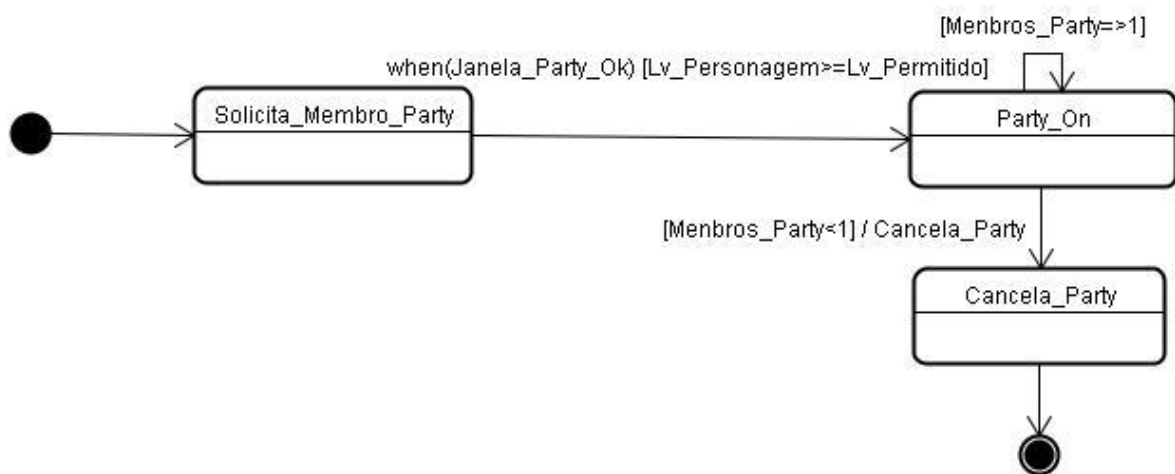 [Menbros_Party=>1]
when(Janela_Party_Ok) [Lv_Personagem>=Lv_Permitido]
Solicita_Membro_Party
Party_On
[Menbros_Party<1] / Cancela_Party
Cancela_Party